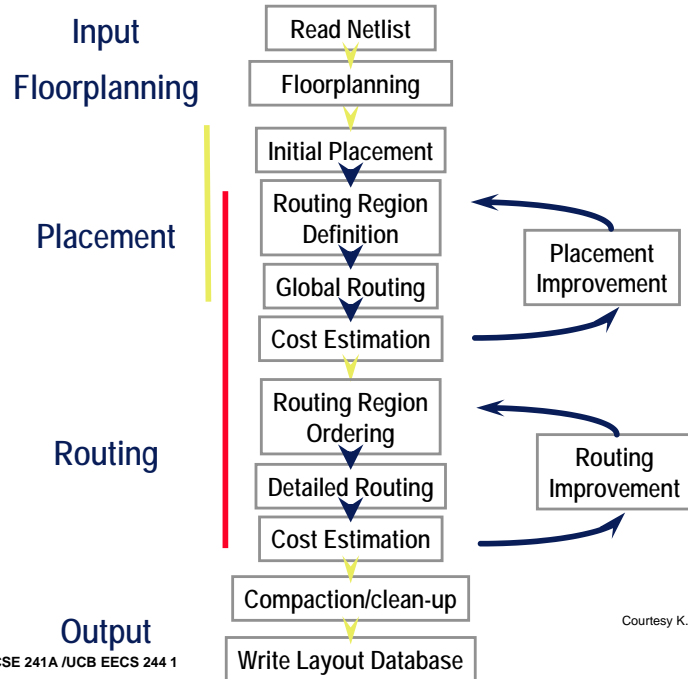 Input
Read Netlist
Floorplanning
Floorplanning
Initial Placement
Placement
Routing Region
Definition
Global Routing
Cost Estimation
Placement
Improvement
Routing
Routing Region
Ordering
Detailed Routing
Cost Estimation
Routing
Improvement
Compaction/clean-up
Output
Write Layout Database
Courtesy K.
CSE 241A /UCB EECS 244 1